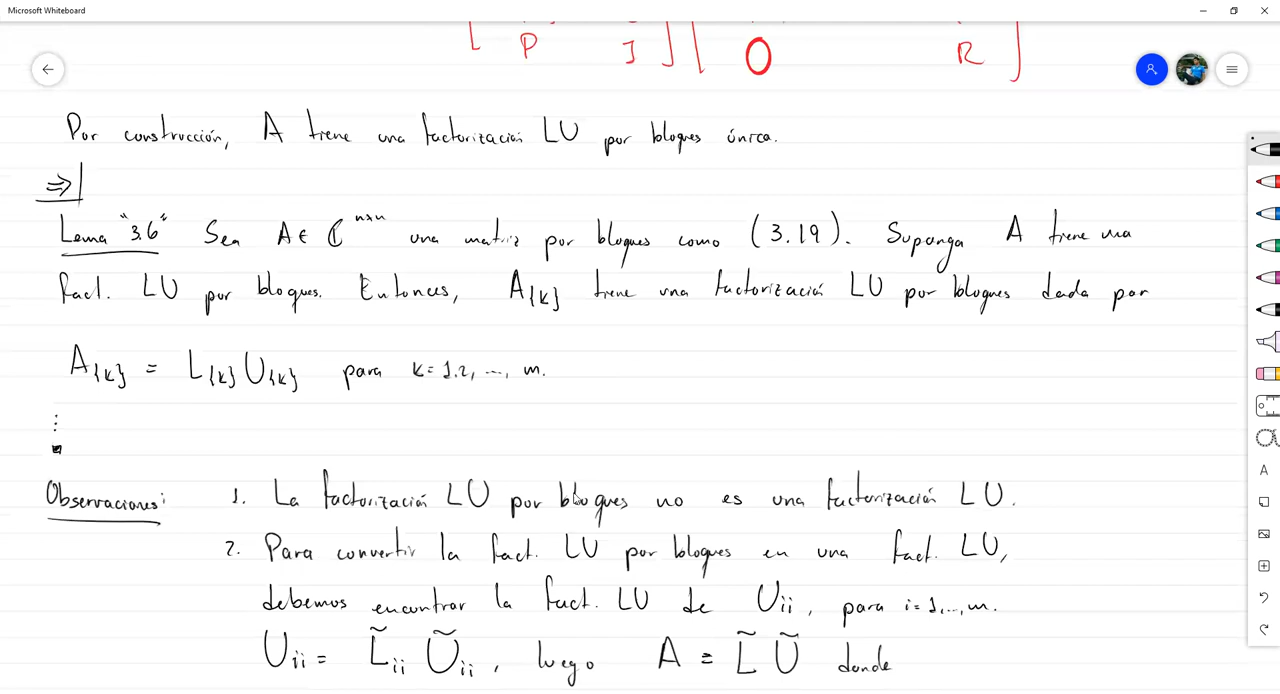 Microsoft Whiteboard
P I O R
Por construcción, A tiene una factorización LU por bloques única.
⇒|
Lema "3.6" Sea A ∈ ℂ^{n×n} una matriz por bloques como (3.19). Suponga A tiene una
fact. LU por bloques. Entonces, A_{\{k\}} tiene una factorización LU por bloques dada por
A_{\{k\}} = L_{\{k\}} U_{\{k\}} para k=1,2,...,m.
⋮
■
Observaciones: 1. La factorización LU por bloques no es una factorización LU.
2. Para convertir la fact. LU por bloques en una fact. LU,
debemos encontrar la fact. LU de U_{ii}, para i=1,...,m.
U_{ii} = L̃_{ii} Ũ_{ii}, luego A = L̃ Ũ donde
A